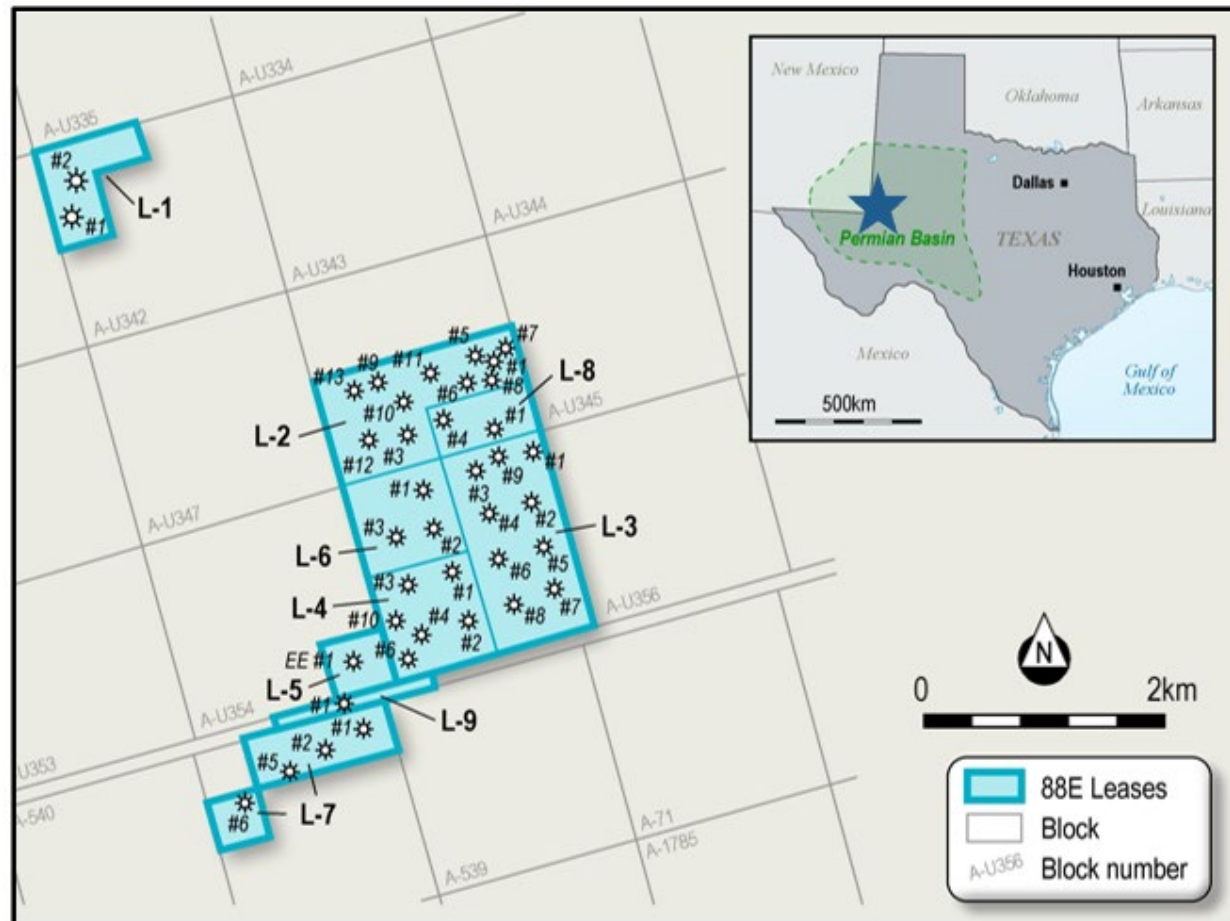 A-U334
A-U335
#2
L-1
#1
A-U344
A-U343
A-U342
#7
#5
#11
#9
#13
#1
L-8
#8
#6
#10
#1
A-U345
L-2
#4
#3
#12
#1
#9
#1
#3
A-U347
#2
#4
#3
L-3
#2
L-6
#5
#6
#3
#1
L-4
A-U356
#7
#8
#10
#4
#2
#6
EE #1
L-5
#1
L-9
A-U354
#1
#2
#5
U353
A-540
L-7
#6
A-71
A-1785
A-539
New Mexico
Oklahoma
Arkansas
Dallas
Louisiana
Permian Basin
TEXAS
Houston
Mexico
Gulf of
Mexico
500km
N
0 2km
88E Leases
Block
A-U356 Block number